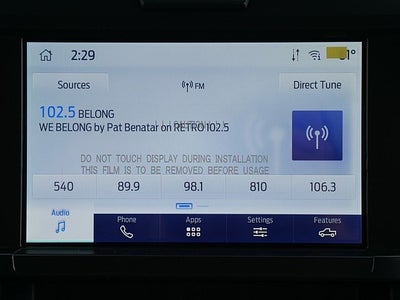 2:29
Sources
FM
Direct Tune
102.5 BELONG
WE BELONG by Pat Benatar on RETRO 102.5
DO NOT TOUCH DISPLAY DURING INSTALLATION
THIS FILM IS TO BE REMOVED BEFORE USAGE
540 89.9 98.1 810 106.3
Audio Phone Apps Settings Features